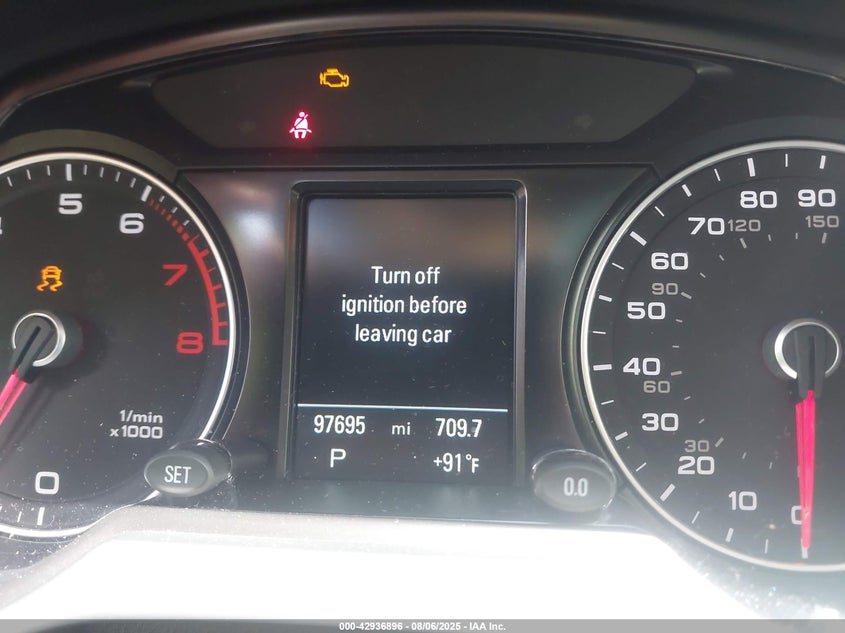 5
6
7
8
1/min
x1000
0
SET
Turn off
ignition before
leaving car
97695 mi 709.7
P +91°F
0.0
90
80
70
60
50
40
30
20
10
0
150
120
90
60
30
000-42936896 - 08/06/2025 - IAA Inc.